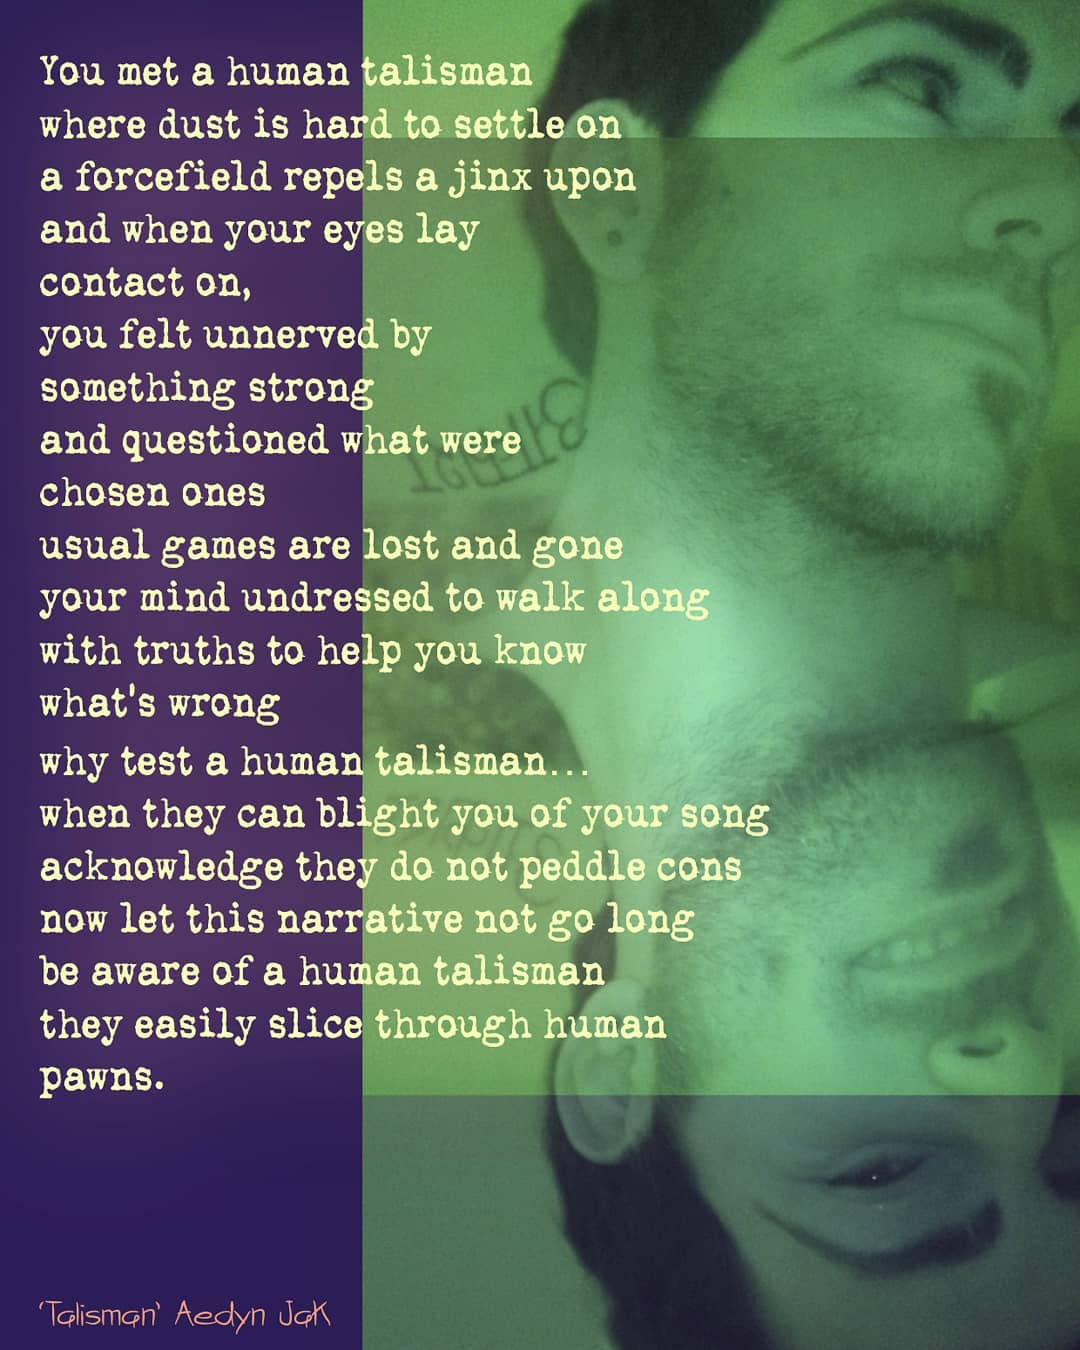 You met a human talisman
where dust is hard to settle on
a forcefield repels a jinx upon
and when your eyes lay
contact on,
you felt unnerved by
something strong
and questioned what were
chosen ones
usual games are lost and gone
your mind undressed to walk along
with truths to help you know
what's wrong
why test a human talisman...
when they can blight you of your song
acknowledge they do not peddle cons
now let this narrative not go long
be aware of a human talisman
they easily slice through human
pawns.
'Talisman' Aedyn JaK